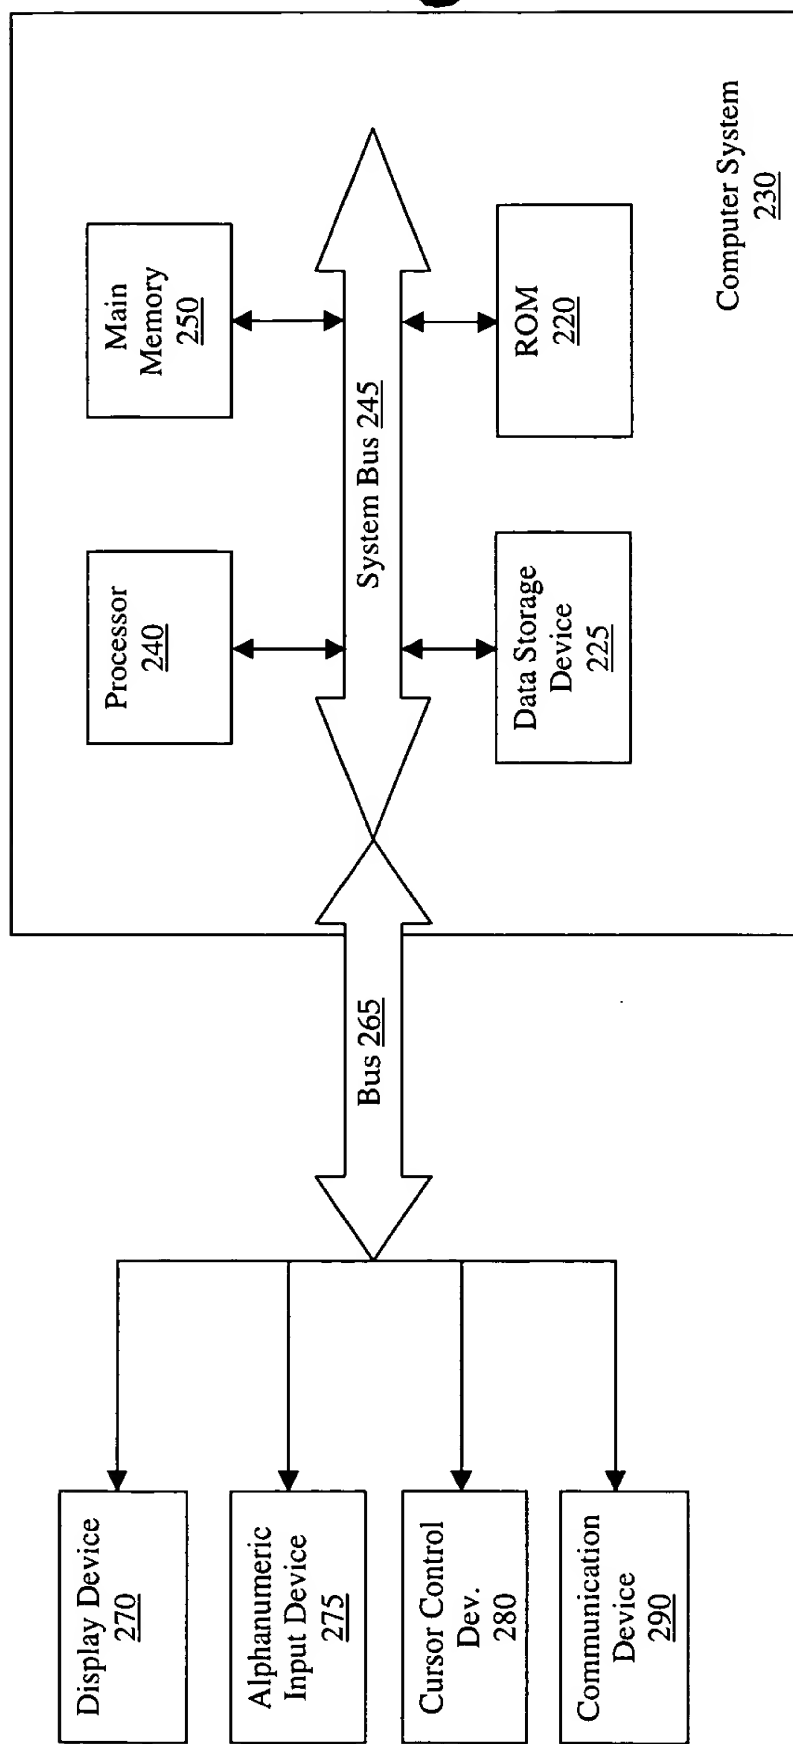 Display Device
270
Alphanumeric
Input Device
275
Cursor Control
Dev. 280
Communication
Device
290
Bus 265
Processor
240
Main
Memory
250
System Bus 245
Data Storage
Device
225
ROM
220
Computer System
230